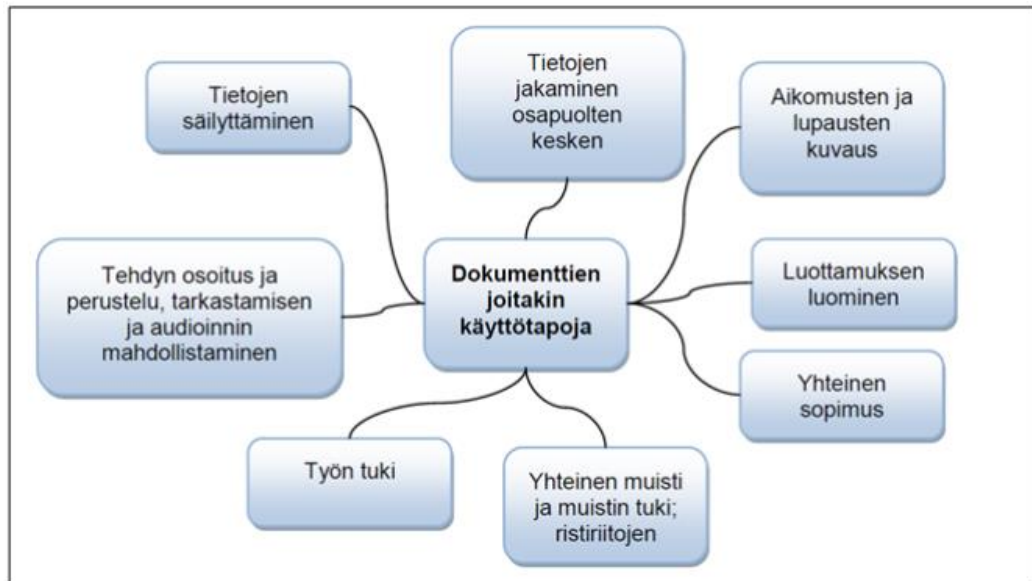 Tietojen
säilyttäminen
Tietojen
jakaminen
osapuolten
kesken
Aikomusten ja
lupausten
kuvaus
Tehdyn osoitus ja
perustelu, tarkastamisen
ja audioinnin
mahdollistaminen
Dokumenttien
joitakin
käyttötapoja
Luottamuksen
luominen
Yhteinen
sopimus
Työn tuki
Yhteinen muisti
ja muistin tuki;
ristiriitojen